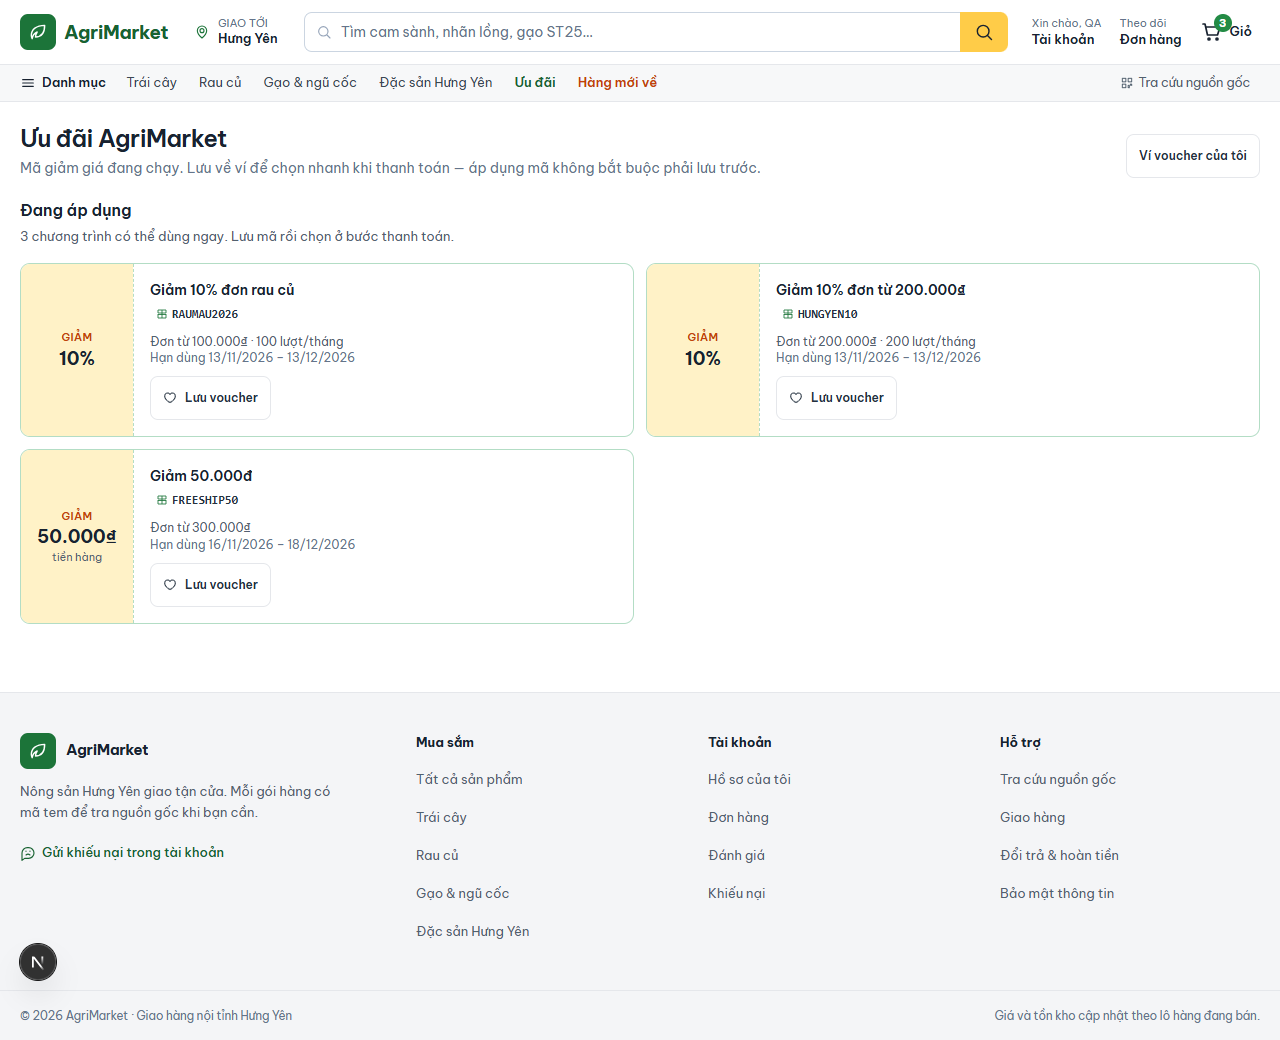 AgriMarket
GIAO TỚI
Hưng Yên
Tìm cam sành, nhãn lồng, gạo ST25...
Xin chào, QA
Tài khoản
Theo dõi
Đơn hàng
3
Giỏ
Danh mục
Trái cây
Rau củ
Gạo & ngũ cốc
Đặc sản Hưng Yên
Ưu đãi
Hàng mới về
Tra cứu nguồn gốc
Ưu đãi AgriMarket
Mã giảm giá đang chạy. Lưu về ví để chọn nhanh khi thanh toán — áp dụng mã không bắt buộc phải lưu trước.
Ví voucher của tôi
Đang áp dụng
3 chương trình có thể dùng ngay. Lưu mã rồi chọn ở bước thanh toán.
GIẢM
10%
Giảm 10% đơn rau củ
RAUMAU2026
Đơn từ 100.000₫ · 100 lượt/tháng
Hạn dùng 13/11/2026 – 13/12/2026
Lưu voucher
GIẢM
10%
Giảm 10% đơn từ 200.000₫
HUNGYEN10
Đơn từ 200.000₫ · 200 lượt/tháng
Hạn dùng 13/11/2026 – 13/12/2026
Lưu voucher
GIẢM
50.000₫
tiền hàng
Giảm 50.000đ
FREESHIP50
Đơn từ 300.000₫
Hạn dùng 16/11/2026 – 18/12/2026
Lưu voucher
AgriMarket
Nông sản Hưng Yên giao tận cửa. Mỗi gói hàng có
mã tem để tra nguồn gốc khi bạn cần.
Gửi khiếu nại trong tài khoản
Mua sắm
Tất cả sản phẩm
Trái cây
Rau củ
Gạo & ngũ cốc
Đặc sản Hưng Yên
Tài khoản
Hồ sơ của tôi
Đơn hàng
Đánh giá
Khiếu nại
Hỗ trợ
Tra cứu nguồn gốc
Giao hàng
Đổi trả & hoàn tiền
Bảo mật thông tin
N
© 2026 AgriMarket · Giao hàng nội tỉnh Hưng Yên
Giá và tồn kho cập nhật theo lô hàng đang bán.